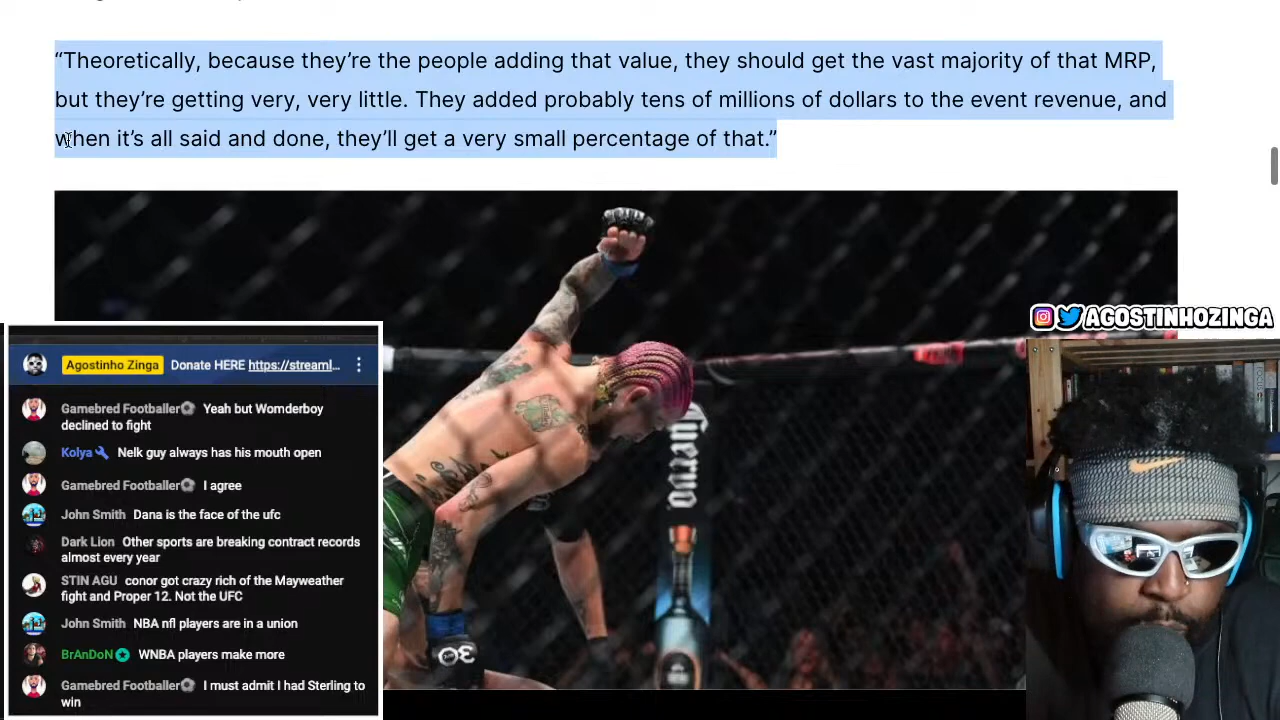 “Theoretically, because they’re the people adding that value, they should get the vast majority of that MRP,
but they’re getting very, very little. They added probably tens of millions of dollars to the event revenue, and
when it’s all said and done, they’ll get a very small percentage of that.”
Cuervo
AGOSTINHOZINGA
Agostinho Zinga Donate HERE https://streaml...
Gamebred Footballer Yeah but Womderboy
declined to fight
Kolya Nelk guy always has his mouth open
Gamebred Footballer I agree
John Smith Dana is the face of the ufc
Dark Lion Other sports are breaking contract records
almost every year
STIN AGU conor got crazy rich of the Mayweather
fight and Proper 12. Not the UFC
John Smith NBA nfl players are in a union
BrAnDoN WNBA players make more
Gamebred Footballer I must admit I had Sterling to
win